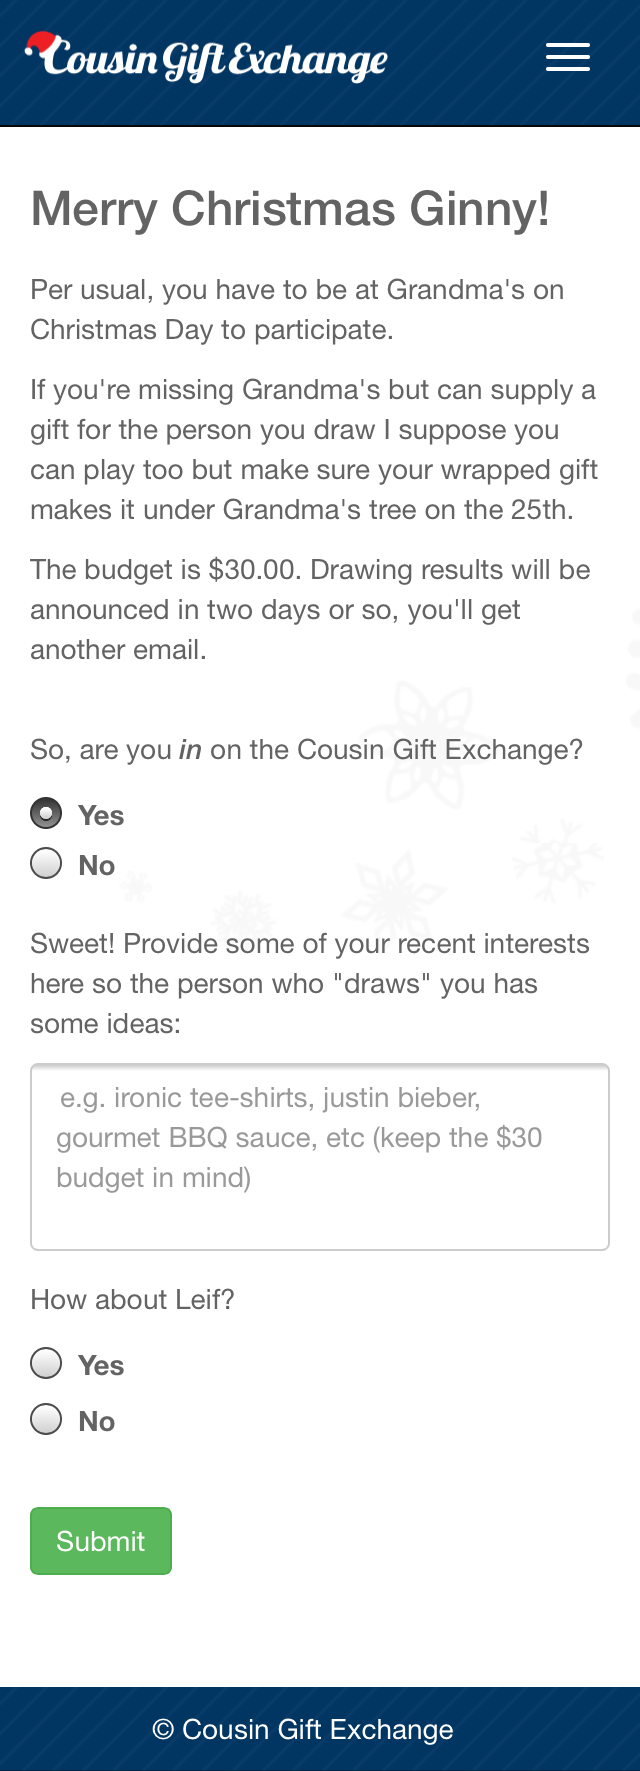 Cousin Gift Exchange
Merry Christmas Ginny!
Per usual, you have to be at Grandma's on
Christmas Day to participate.
If you're missing Grandma's but can supply a
gift for the person you draw I suppose you
can play too but make sure your wrapped gift
makes it under Grandma's tree on the 25th.
The budget is $30.00. Drawing results will be
announced in two days or so, you'll get
another email.
So, are you in on the Cousin Gift Exchange?
Yes
No
Sweet! Provide some of your recent interests
here so the person who "draws" you has
some ideas:
e.g. ironic tee-shirts, justin bieber,
gourmet BBQ sauce, etc (keep the $30
budget in mind)
How about Leif?
Yes
No
Submit
© Cousin Gift Exchange